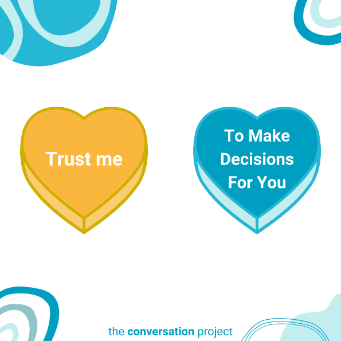 Trust me
To Make
Decisions
For You
the conversation project